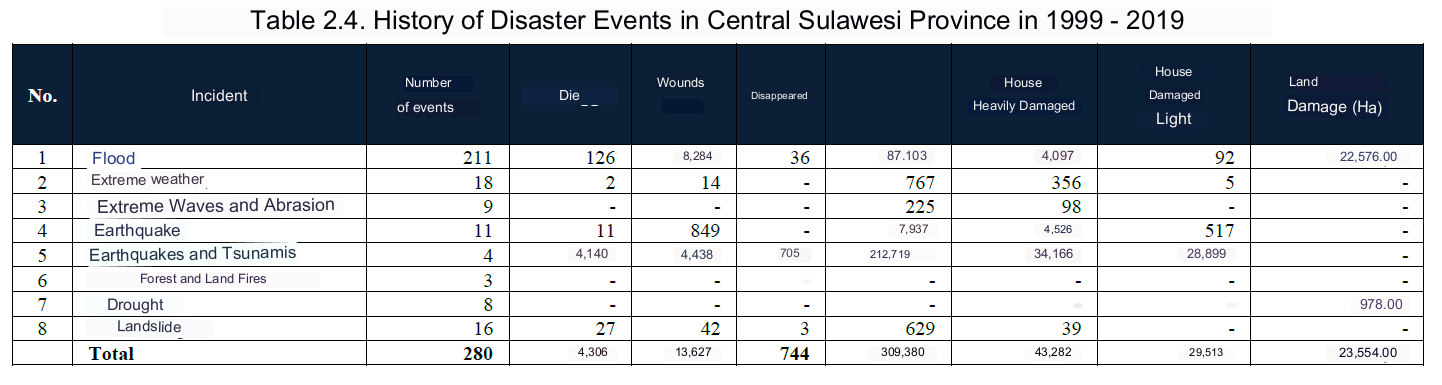 Table 2.4. History of Disaster Events in Central Sulawesi Province in 1999 - 2019
No. Incident Number of events Die Wounds Disappeared House Heavily Damaged House Damaged Light Land Damage (Ha)
1 Flood 211 126 8,284 36 87.103 4,097 92 22,576.00
2 Extreme weather 18 2 14 - 767 356 5 -
3 Extreme Waves and Abrasion 9 - - - 225 98 - -
4 Earthquake 11 11 849 - 7,937 4,526 517 -
5 Earthquakes and Tsunamis 4 4,140 4,438 705 212,719 34,166 28,899 -
6 Forest and Land Fires 3 - - - - - - -
7 Drought 8 - - - - 978.00
8 Landslide 16 27 42 3 629 39 - -
Total 280 4,306 13,627 744 309,380 43,282 29,513 23,554.00